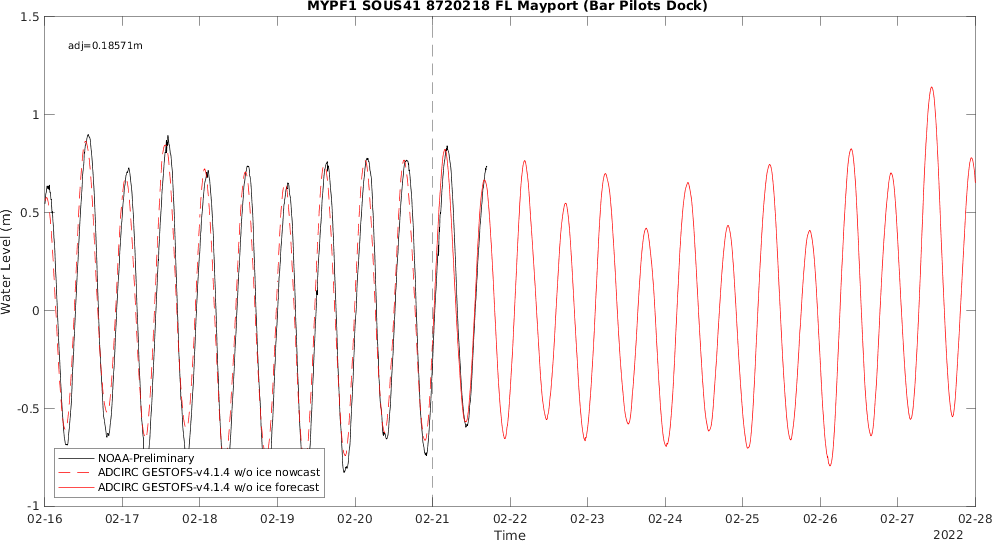 MYPF1 SOUS41 8720218 FL Mayport (Bar Pilots Dock)
1.5
adj=0.18571m
1
0.5
0
-0.5
-1
Water Level (m)
NOAA-Preliminary
ADCIRC GESTOFS-v4.1.4 w/o ice nowcast
ADCIRC GESTOFS-v4.1.4 w/o ice forecast
02-16 02-17 02-18 02-19 02-20 02-21 02-22 02-23 02-24 02-25 02-26 02-27 02-28
Time
2022